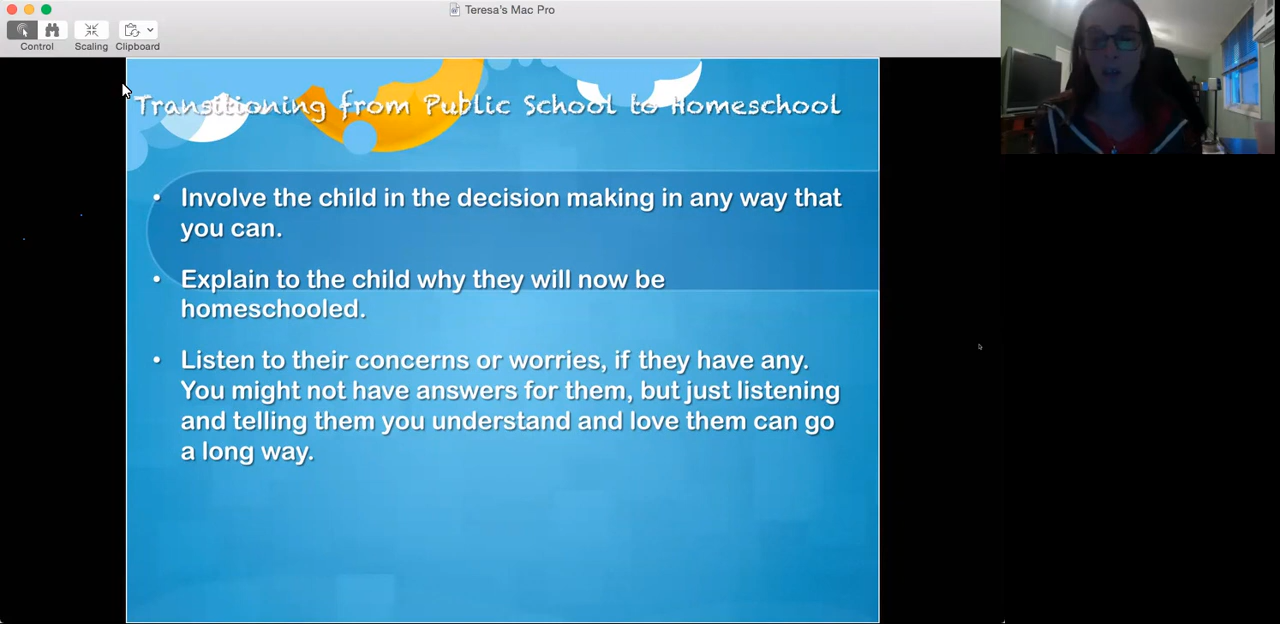 Teresa's Mac Pro
Control
Scaling
Clipboard
Transitioning from Public School to Homeschool
• Involve the child in the decision making in any way that
you can.
• Explain to the child why they will now be
homeschooled.
• Listen to their concerns or worries, if they have any.
You might not have answers for them, but just listening
and telling them you understand and love them can go
a long way.